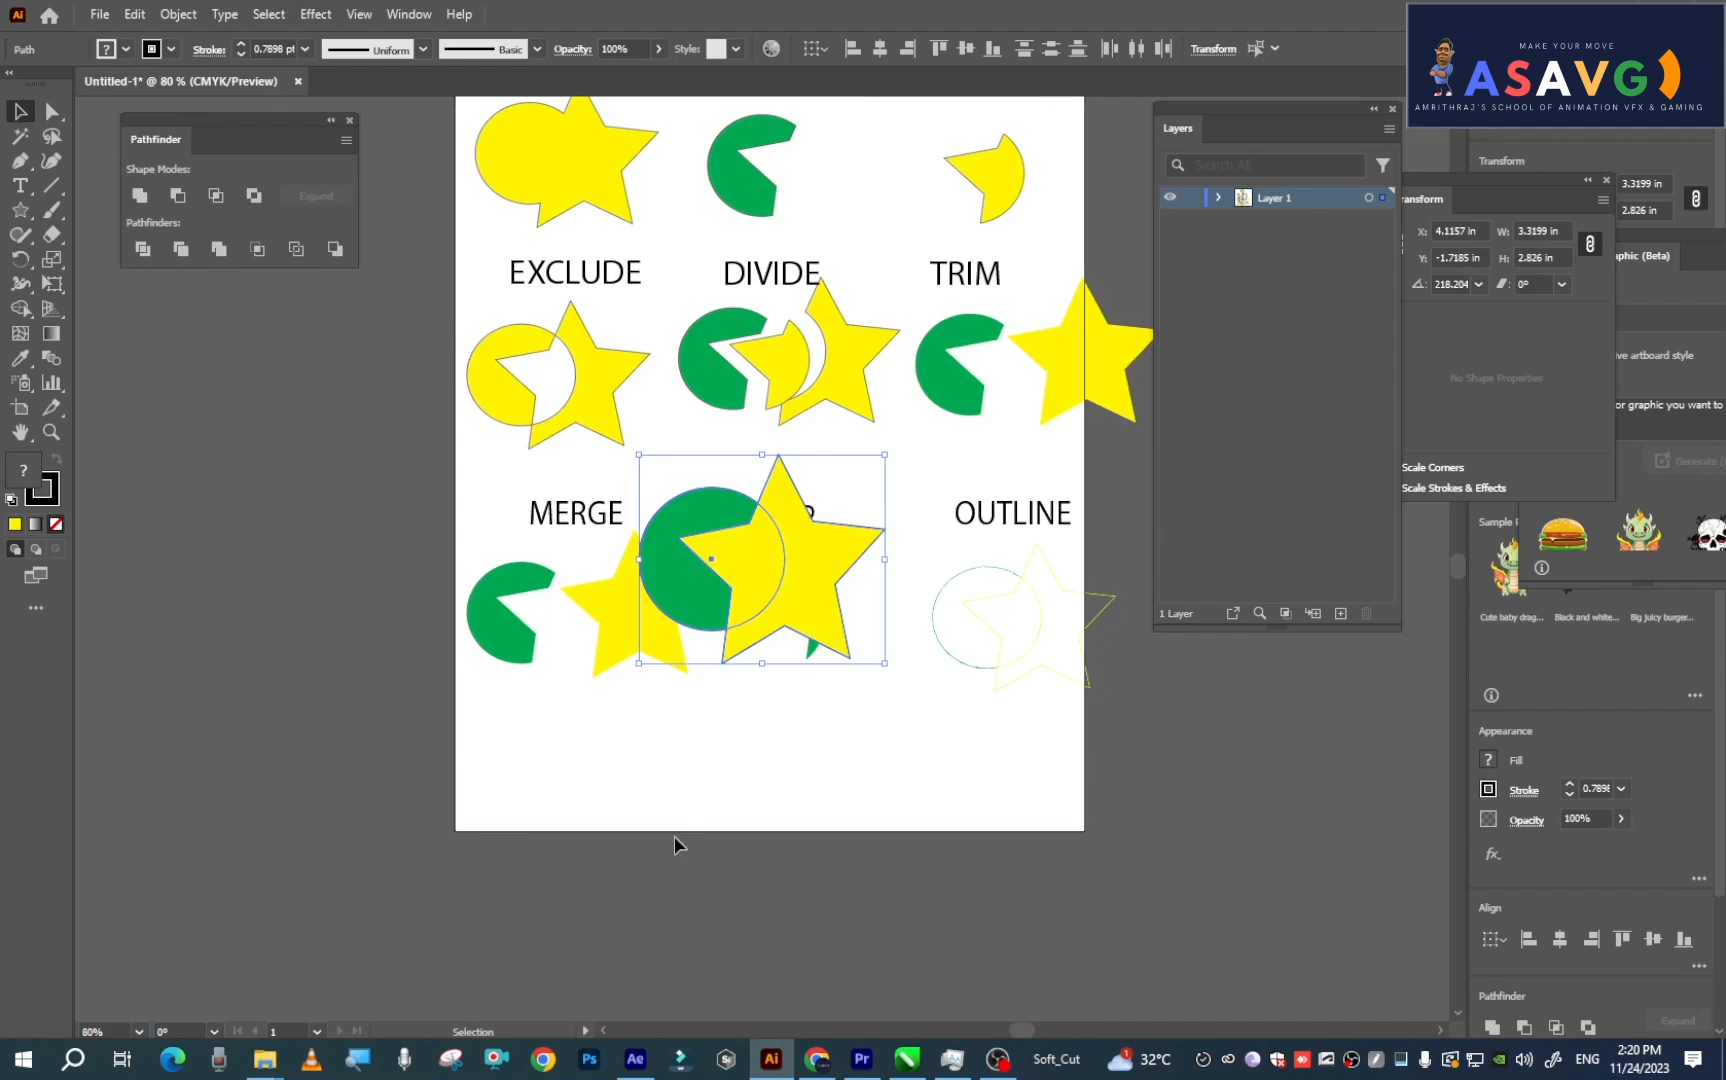 File Edit Object Type Select Effect View Window Help
Path Stroke: 0.7898 pt Uniform Basic Opacity: 100% Style: Transform
MAKE YOUR MOVE
ASAVG
AMRITHRAJ'S SCHOOL OF ANIMATION VFX & GAMING
Untitled-1* @ 80 % (CMYK/Preview)
Pathfinder
Shape Modes:
Expand
Pathfinders:
Layers
Search All
Layer 1
1 Layer
Transform
3.3199 in
2.826 in
ransform
X: 4.1157 in W: 3.3199 in
Y: -1.7185 in H: 2.826 in
218.204 0°
No Shape Properties
Scale Corners
Scale Strokes & Effects
aphic (Beta)
ive artboard style
or graphic you want to
Generate (
Sample
Cute baby drag... Black and white... Big juicy burger...
EXCLUDE DIVIDE TRIM
MERGE OUTLINE
Appearance
Fill
Stroke 0.7898
Opacity 100%
fx.
Align
Pathfinder
Expand
80% 0° 1 Selection
Soft_Cut 1 32°C ENG 2:20 PM
11/24/2023